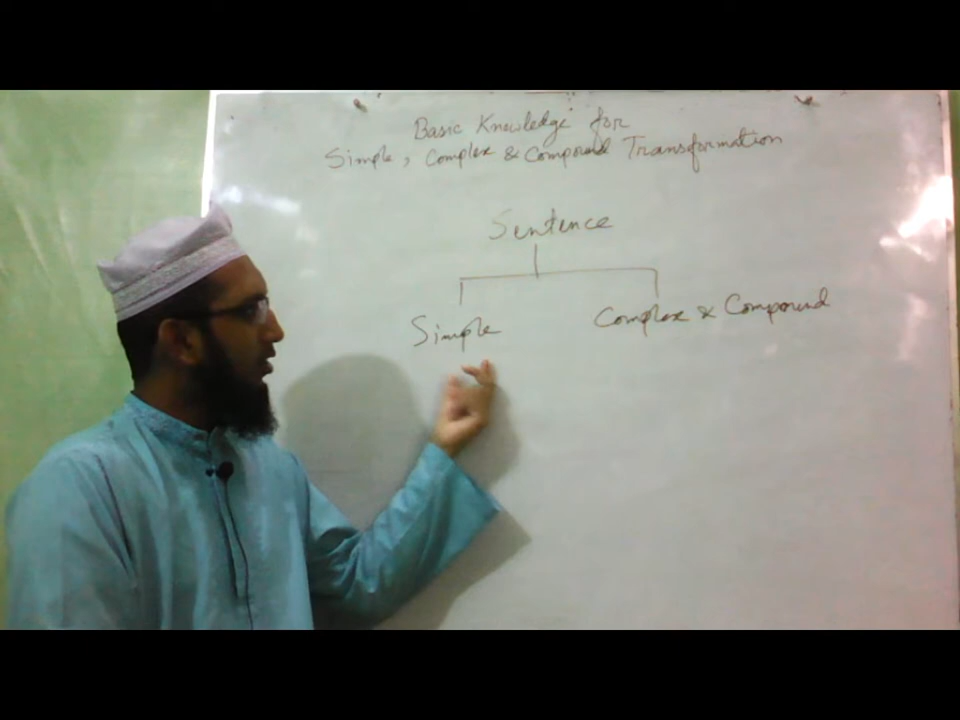 Basic Knowledge for
Simple, Complex & Compound Transformation
Sentence
Simple
Complex & Compound